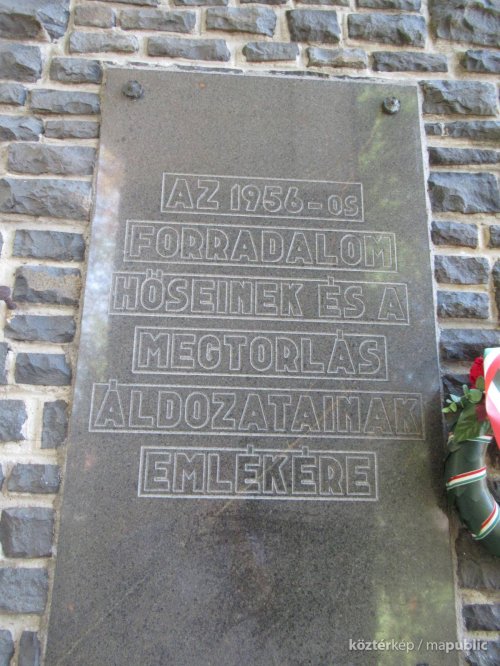 AZ 1956-OS
FORRADALOM
HŐSEINEK ÉS A
MEGTORLÁS
ÁLDOZATAINAK
EMLÉKÉRE
köztérkép / mapublic